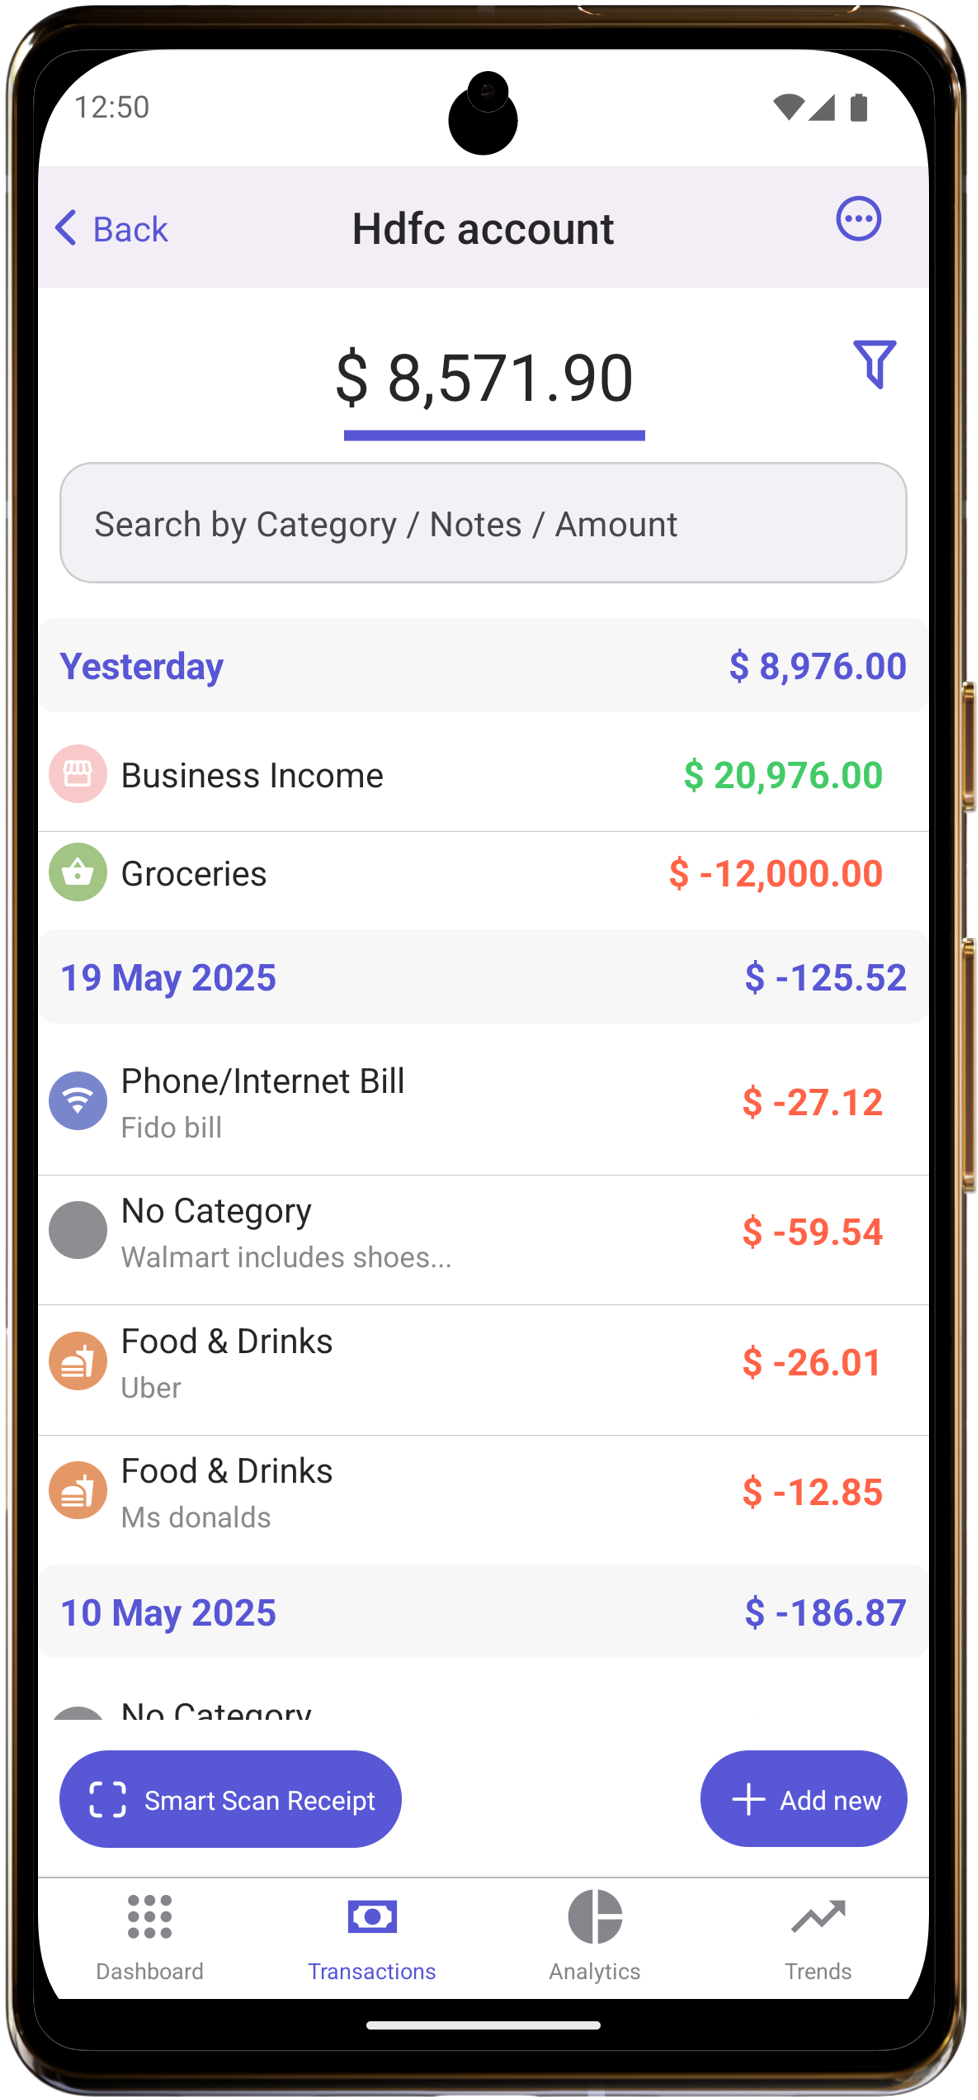 12:50
Back
Hdfc account
$ 8,571.90
Search by Category / Notes / Amount
Yesterday $ 8,976.00
Business Income $ 20,976.00
Groceries $ -12,000.00
19 May 2025 $ -125.52
Phone/Internet Bill
Fido bill
$ -27.12
No Category
Walmart includes shoes...
$ -59.54
Food & Drinks
Uber
$ -26.01
Food & Drinks
Ms donalds
$ -12.85
10 May 2025 $ -186.87
No Category
Smart Scan Receipt
Add new
Dashboard Transactions Analytics Trends